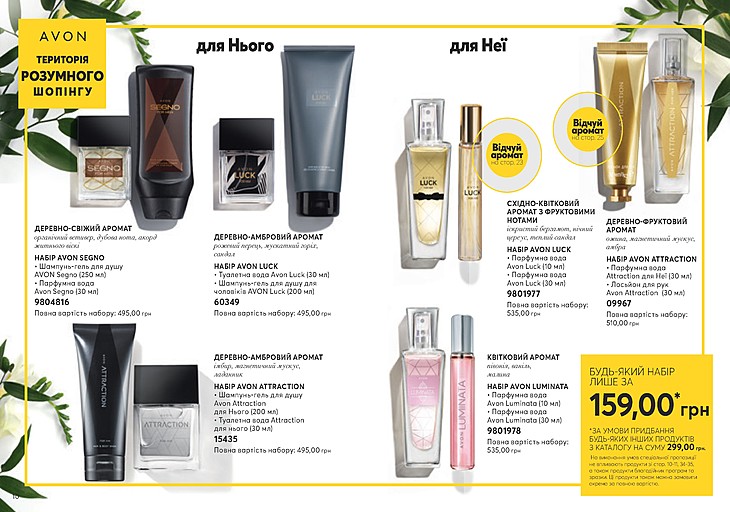 AVON
ТЕРИТОРІЯ
РОЗУМНОГО
ШОПІНГУ
для Нього
для Неї
SEGNO
SEGNO
LUCK
LUCK
LUCK
ATTRACTION
ATTRACTION
Відчуй
аромат
на стор. 23
Відчуй
аромат
на стор. 25
ДЕРЕВНО-СВІЖИЙ АРОМАТ
органічний ветивер, дубова нота, акорд
житнього віскі
НАБІР AVON SEGNO
• Шампунь-гель для душу
AVON Segno (250 мл)
• Парфумна вода
Avon Segno (30 мл)
9804816
Повна вартість набору: 495,00 грн
ДЕРЕВНО-АМБРОВИЙ АРОМАТ
рожевий перець, мускатний горіх,
сандал
НАБІР AVON LUCK
• Туалетна вода Avon Luck (30 мл)
• Шампунь-гель для душу для
чоловіків AVON Luck (200 мл)
60349
Повна вартість набору: 495,00 грн
СХІДНО-КВІТКОВИЙ
АРОМАТ З ФРУКТОВИМИ
НОТАМИ
іскристий бергамот, нічний
цереус, теплий сандал
НАБІР AVON LUCK
• Парфумна вода
Avon Luck (10 мл)
• Парфумна вода
Avon Luck (30 мл)
9801977
Повна вартість набору:
535,00 грн
ДЕРЕВНО-ФРУКТОВИЙ
АРОМАТ
ожина, магнетичний мускус,
амбра
НАБІР AVON ATTRACTION
• Парфумна вода
Attraction для Неї (30 мл)
• Лосьйон для рук
Avon Attraction (30 мл)
09967
Повна вартість набору:
510,00 грн
ATTRACTION
ATTRACTION
ДЕРЕВНО-АМБРОВИЙ АРОМАТ
імбир, магнетичний мускус,
ладанник
НАБІР AVON ATTRACTION
• Шампунь-гель для душу
Avon Attraction
для Нього (200 мл)
• Туалетна вода Attraction
для нього (30 мл)
15435
Повна вартість набору: 495,00 грн
AVON LUMINATA
КВІТКОВИЙ АРОМАТ
півонія, ваніль,
малина
НАБІР AVON LUMINATA
• Парфумна вода
Avon Luminata (10 мл)
• Парфумна вода
Avon Luminata (30 мл)
9801978
Повна вартість набору:
535,00 грн
БУДЬ-ЯКИЙ НАБІР
ЛИШЕ ЗА
159,00* грн
*ЗА УМОВИ ПРИДБАННЯ
БУДЬ-ЯКИХ ІНШИХ ПРОДУКТІВ
З КАТАЛОГУ НА СУМУ 299,00 грн.
На виконання умов спеціальної пропозиції
не впливають продукти зі стор. 10-11, 34-35,
а також продукти благодійних програм та
зразки. Ці продукти також можна замовити
окремо за повною вартістю.